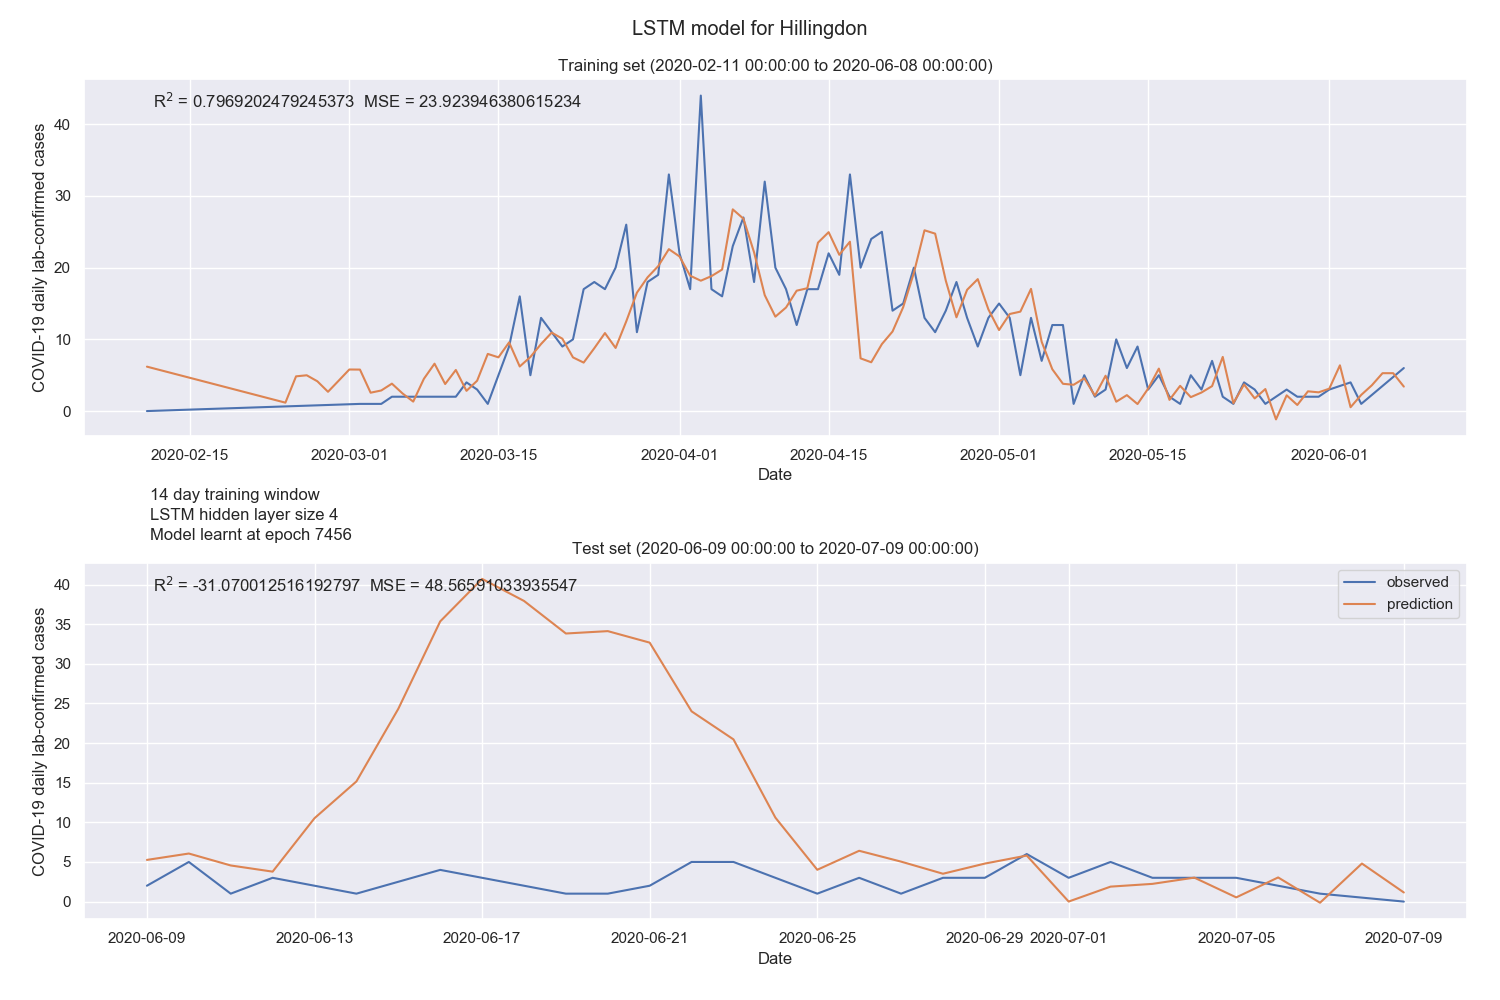 LSTM model for Hillingdon
Training set (2020-02-11 00:00:00 to 2020-06-08 00:00:00)
R² = 0.7969202479245373  MSE = 23.923946380615234
COVID-19 daily lab-confirmed cases
40
30
20
10
0
2020-02-15 2020-03-01 2020-03-15 2020-04-01 2020-04-15 2020-05-01 2020-05-15 2020-06-01
Date
14 day training window
LSTM hidden layer size 4
Model learnt at epoch 7456
Test set (2020-06-09 00:00:00 to 2020-07-09 00:00:00)
R² = -31.070012516192797  MSE = 48.56591033935547
observed
prediction
COVID-19 daily lab-confirmed cases
40
35
30
25
20
15
10
5
0
2020-06-09 2020-06-13 2020-06-17 2020-06-21 2020-06-25 2020-06-29 2020-07-01 2020-07-05 2020-07-09
Date